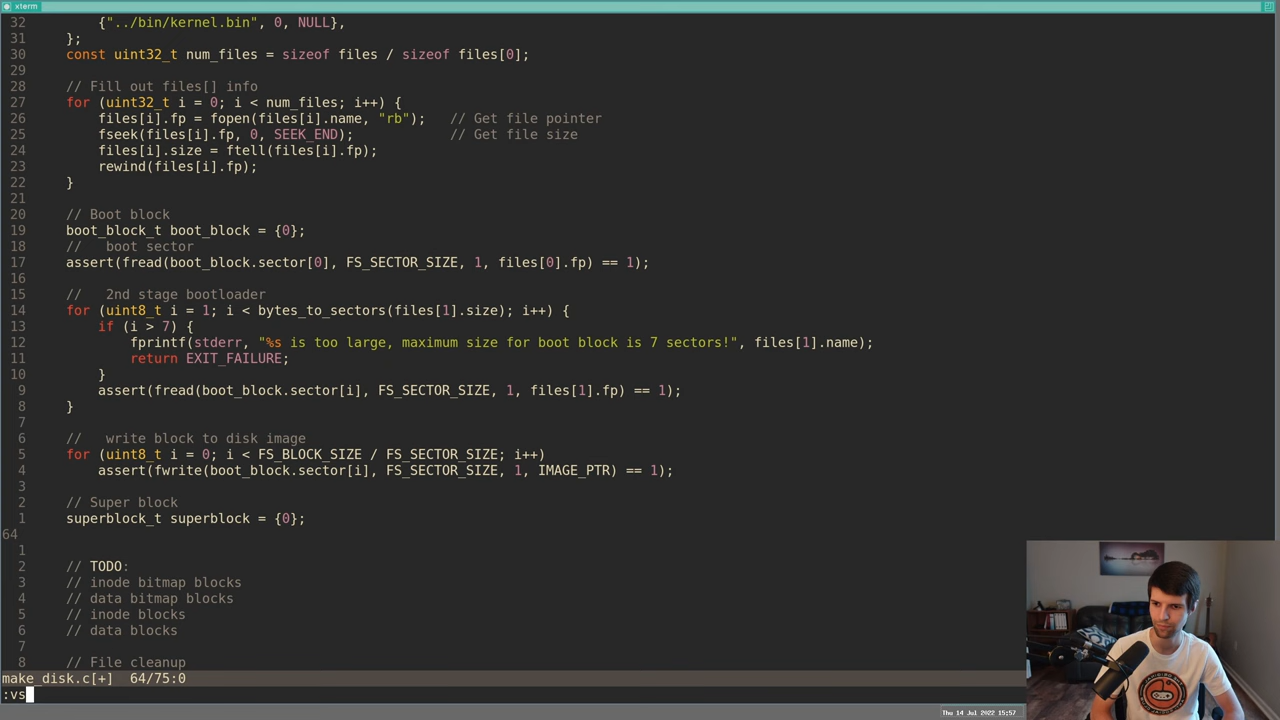 xterm
32         {"../bin/kernel.bin", 0, NULL},
31     };
30     const uint32_t num_files = sizeof files / sizeof files[0];
29
28     // Fill out files[] info
27     for (uint32_t i = 0; i < num_files; i++) {
26         files[i].fp = fopen(files[i].name, "rb");   // Get file pointer
25         fseek(files[i].fp, 0, SEEK_END);            // Get file size
24         files[i].size = ftell(files[i].fp);
23         rewind(files[i].fp);
22     }
21
20     // Boot block
19     boot_block_t boot_block = {0};
18     //   boot sector
17     assert(fread(boot_block.sector[0], FS_SECTOR_SIZE, 1, files[0].fp) == 1);
16
15     //   2nd stage bootloader
14     for (uint8_t i = 1; i < bytes_to_sectors(files[1].size); i++) {
13         if (i > 7) {
12             fprintf(stderr, "%s is too large, maximum size for boot block is 7 sectors!", files[1].name);
11             return EXIT_FAILURE;
10         }
9         assert(fread(boot_block.sector[i], FS_SECTOR_SIZE, 1, files[1].fp) == 1);
8     }
7
6     //   write block to disk image
5     for (uint8_t i = 0; i < FS_BLOCK_SIZE / FS_SECTOR_SIZE; i++)
4         assert(fwrite(boot_block.sector[i], FS_SECTOR_SIZE, 1, IMAGE_PTR) == 1);
3
2     // Super block
1     superblock_t superblock = {0};
64
1
2     // TODO:
3     // inode bitmap blocks
4     // data bitmap blocks
5     // inode blocks
6     // data blocks
7
8     // File cleanup
make_disk.c[+]  64/75:0
:vs
Thu 14 Jul 2022 15:57